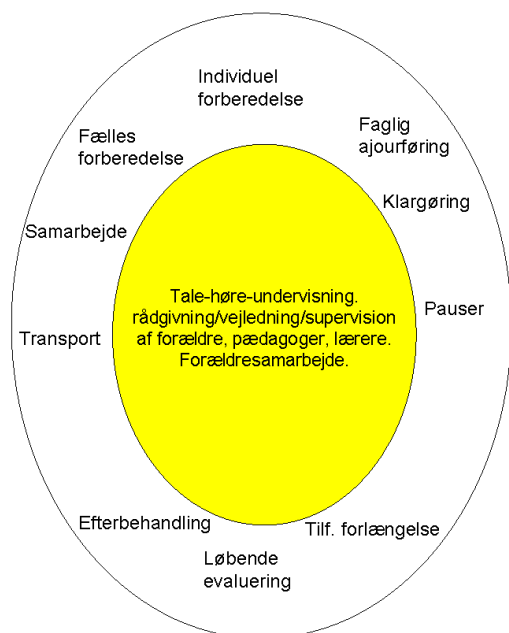 Individuel
forberedelse
Faglig
ajourføring
Fælles
forberedelse
Klargøring
Samarbejde
Tale-høre-undervisning.
rådgivning/vejledning/supervision
af forældre, pædagoger, lærere.
Forældresamarbejde.
Pauser
Transport
Efterbehandling
Tilf. forlængelse
Løbende
evaluering